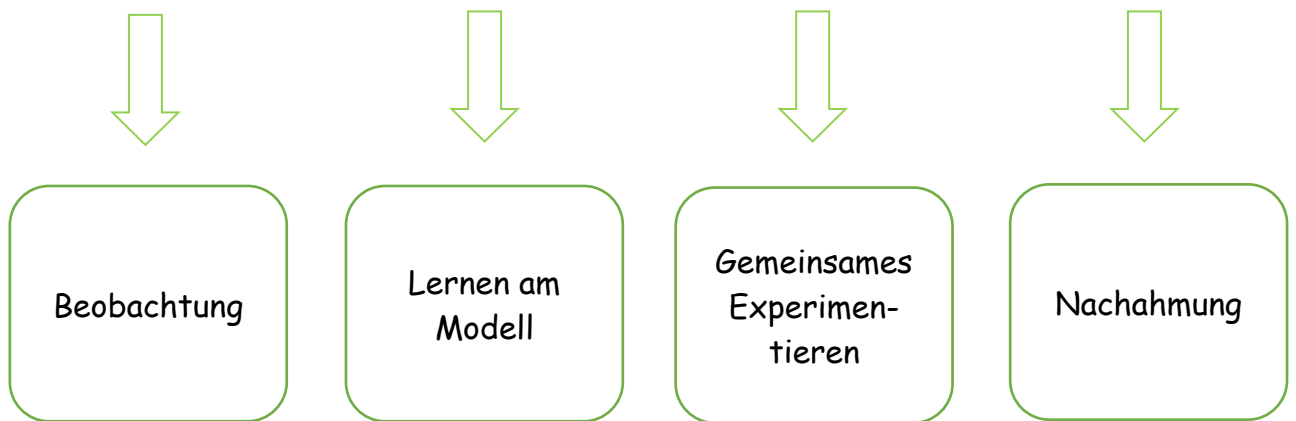 Beobachtung
Lernen am
Modell
Gemeinsames
Experimen-
tieren
Nachahmung